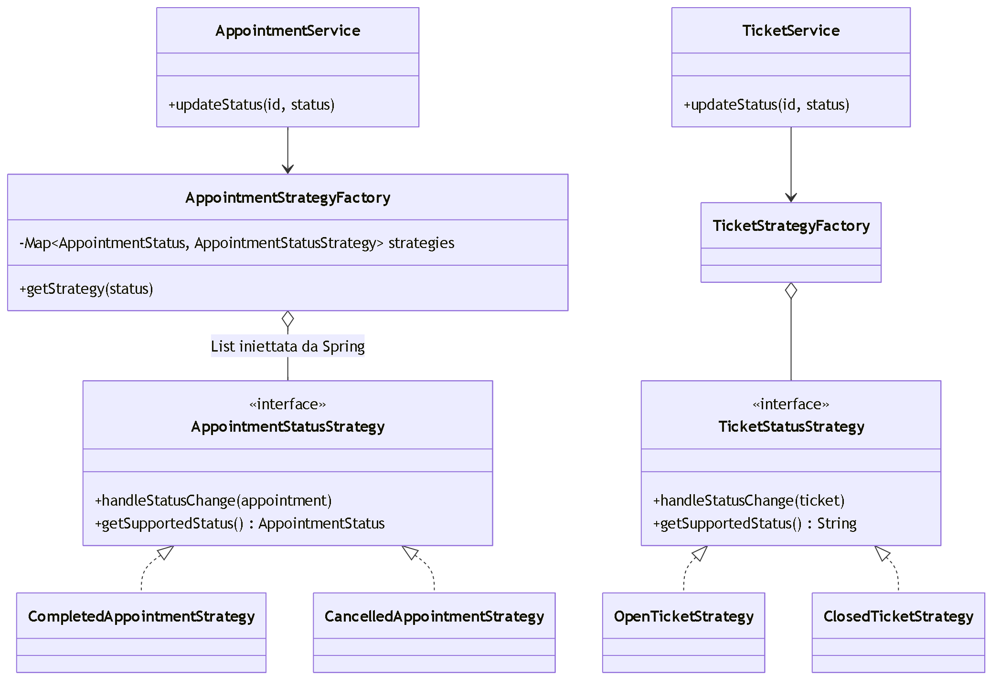 AppointmentService
+updateStatus(id, status)
TicketService
+updateStatus(id, status)
AppointmentStrategyFactory
-Map<AppointmentStatus, AppointmentStatusStrategy> strategies
+getStrategy(status)
TicketStrategyFactory
List iniettata da Spring
«interface»
AppointmentStatusStrategy
+handleStatusChange(appointment)
+getSupportedStatus() : AppointmentStatus
«interface»
TicketStatusStrategy
+handleStatusChange(ticket)
+getSupportedStatus() : String
CompletedAppointmentStrategy
CancelledAppointmentStrategy
OpenTicketStrategy
ClosedTicketStrategy